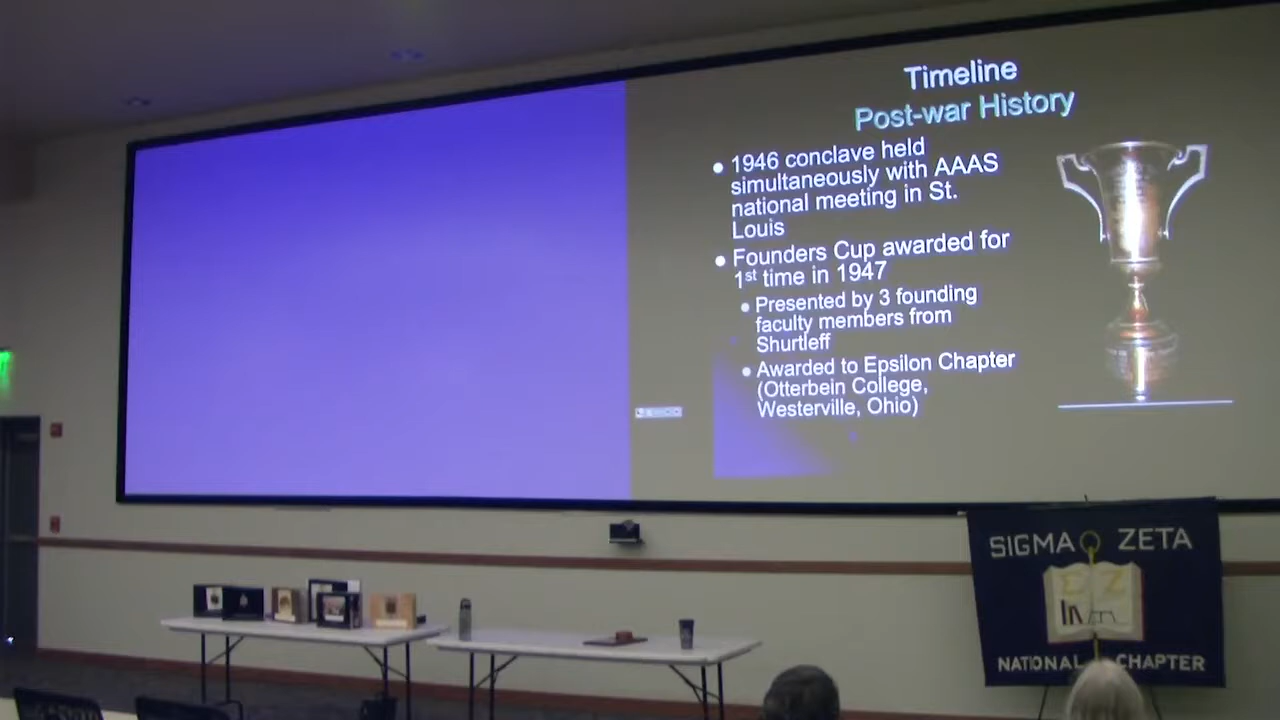 Timeline
Post-war History
• 1946 conclave held
simultaneously with AAAS
national meeting in St.
Louis
• Founders Cup awarded for
1st time in 1947
• Presented by 3 founding
faculty members from
Shurtleff
• Awarded to Epsilon Chapter
(Otterbein College,
Westerville, Ohio)
SIGMA ZETA
Σ Ζ
NATIONAL CHAPTER